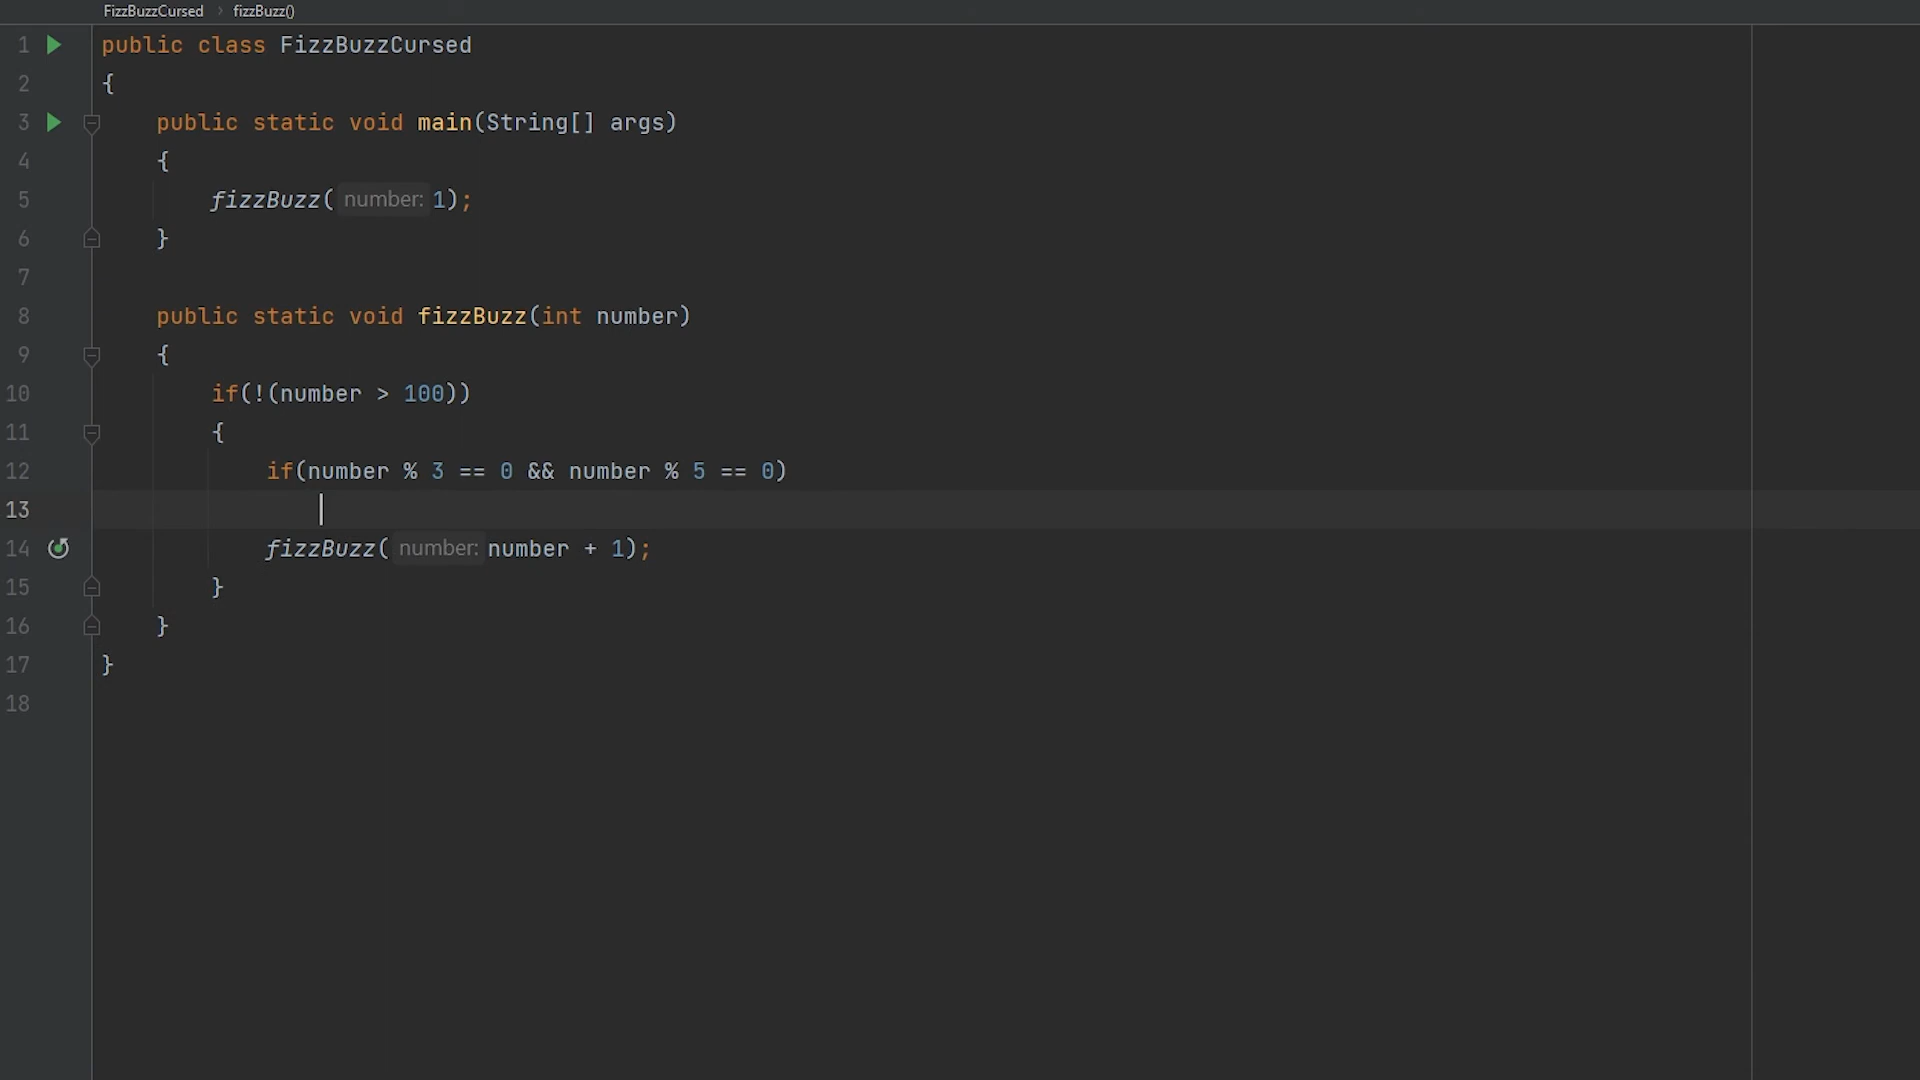 FizzBuzzCursed › fizzBuzz()
1 public class FizzBuzzCursed
2 {
3     public static void main(String[] args)
4     {
5         fizzBuzz( number: 1);
6     }
7
8     public static void fizzBuzz(int number)
9     {
10         if(!(number > 100))
11         {
12             if(number % 3 == 0 && number % 5 == 0)
13
14             fizzBuzz( number: number + 1);
15         }
16     }
17 }
18